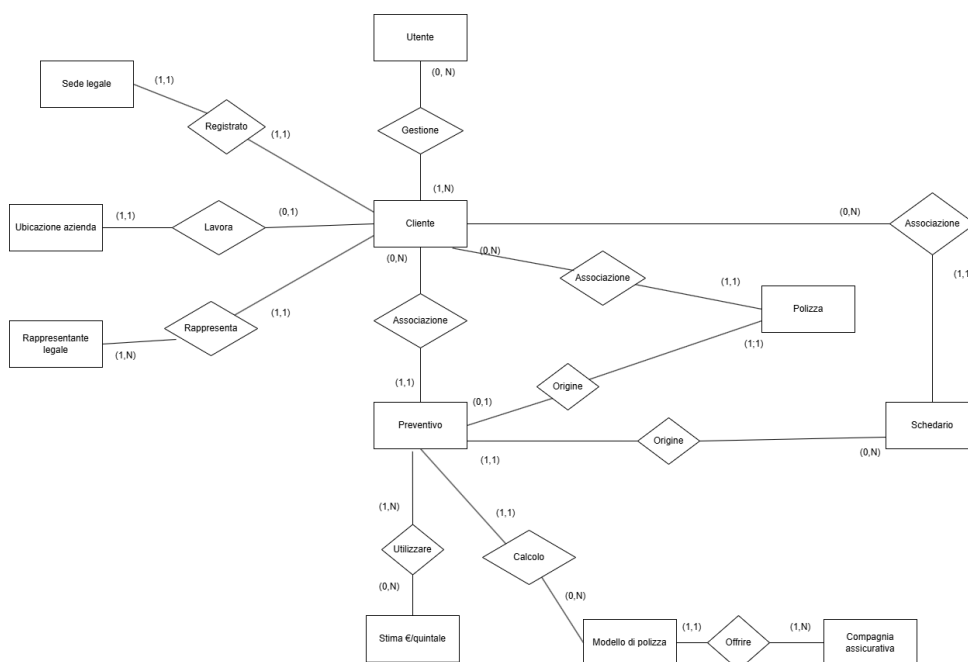 Utente
(0, N)
Sede legale
(1,1)
Registrato
(1,1)
Gestione
(1,N)
Ubicazione azienda
(1,1)
Lavora
(0,1)
Cliente
(0,N)
Associazione
(0,N)
(0,N)
Associazione
(1,1)
(1,1
Polizza
(1;1)
Rappresentante
legale
(1,N)
Rappresenta
(1,1)
Associazione
(1,1)
Origine
(0,1)
Preventivo
(1,1)
Origine
(0,N)
Schedario
(1,N)
Utilizzare
(0,N)
(1,1)
Calcolo
(0,N)
Stima €/quintale
Modello di polizza
(1,1)
Offrire
(1,N)
Compagnia
assicurativa